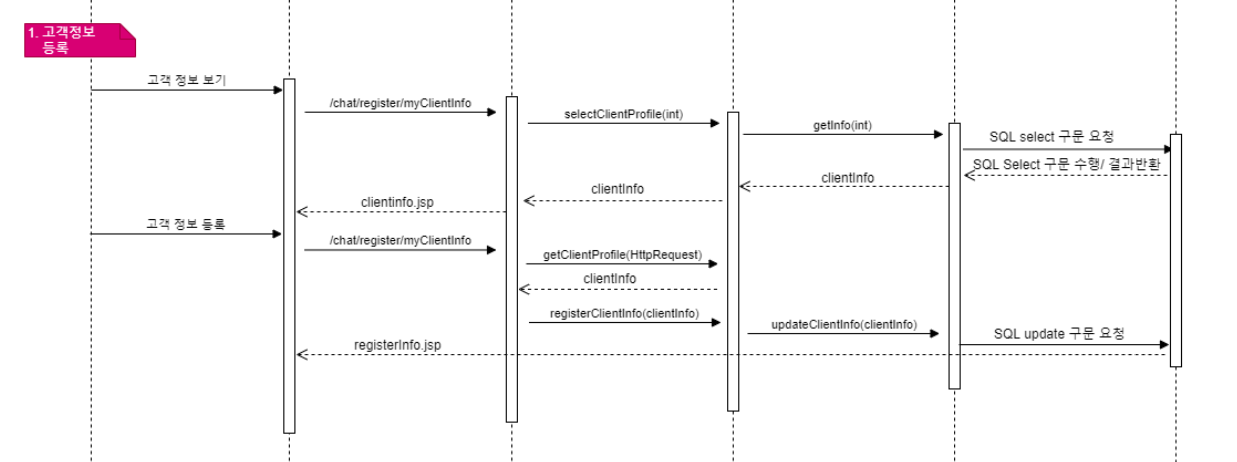 1. 고객정보
등록
고객 정보 보기
/chat/register/myClientInfo
selectClientProfile(int)
getInfo(int)
SQL select 구문 요청
SQL Select 구문 수행/ 결과반환
clientInfo
clientInfo
clientinfo.jsp
고객 정보 등록
/chat/register/myClientInfo
getClientProfile(HttpRequest)
clientInfo
registerClientInfo(clientInfo)
updateClientInfo(clientInfo)
SQL update 구문 요청
registerInfo.jsp